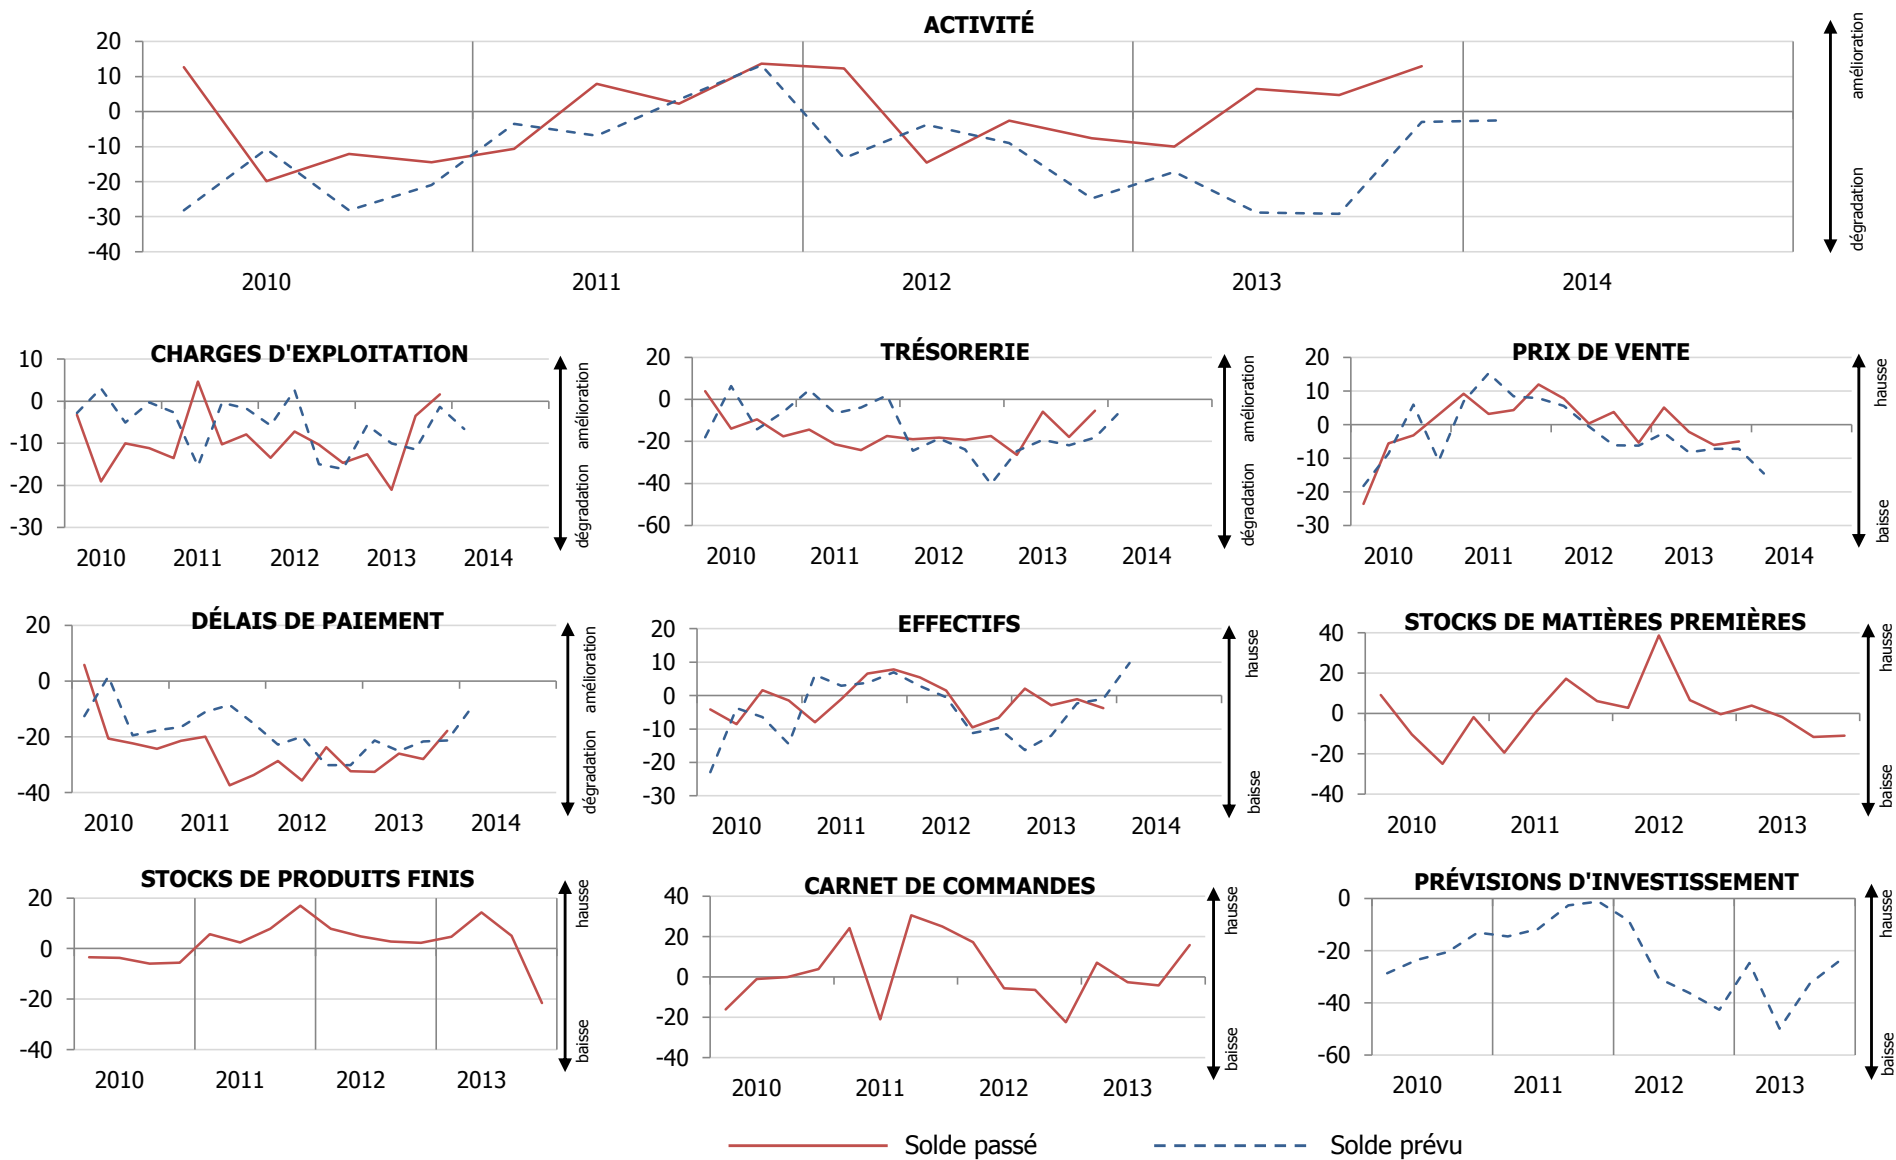 ACTIVITÉ
20
10
0
-10
-20
-30
-40
2010 2011 2012 2013 2014
amélioration
dégradation
CHARGES D'EXPLOITATION
10
0
-10
-20
-30
2010 2011 2012 2013 2014
amélioration
dégradation
TRÉSORERIE
20
0
-20
-40
-60
2010 2011 2012 2013 2014
amélioration
dégradation
PRIX DE VENTE
20
10
0
-10
-20
-30
2010 2011 2012 2013 2014
hausse
baisse
DÉLAIS DE PAIEMENT
20
0
-20
-40
2010 2011 2012 2013 2014
amélioration
dégradation
EFFECTIFS
20
10
0
-10
-20
-30
2010 2011 2012 2013 2014
hausse
baisse
STOCKS DE MATIÈRES PREMIÈRES
40
20
0
-20
-40
2010 2011 2012 2013
hausse
baisse
STOCKS DE PRODUITS FINIS
20
0
-20
-40
2010 2011 2012 2013
hausse
baisse
CARNET DE COMMANDES
40
20
0
-20
-40
2010 2011 2012 2013
hausse
baisse
PRÉVISIONS D'INVESTISSEMENT
0
-20
-40
-60
2010 2011 2012 2013
hausse
baisse
Solde passé Solde prévu